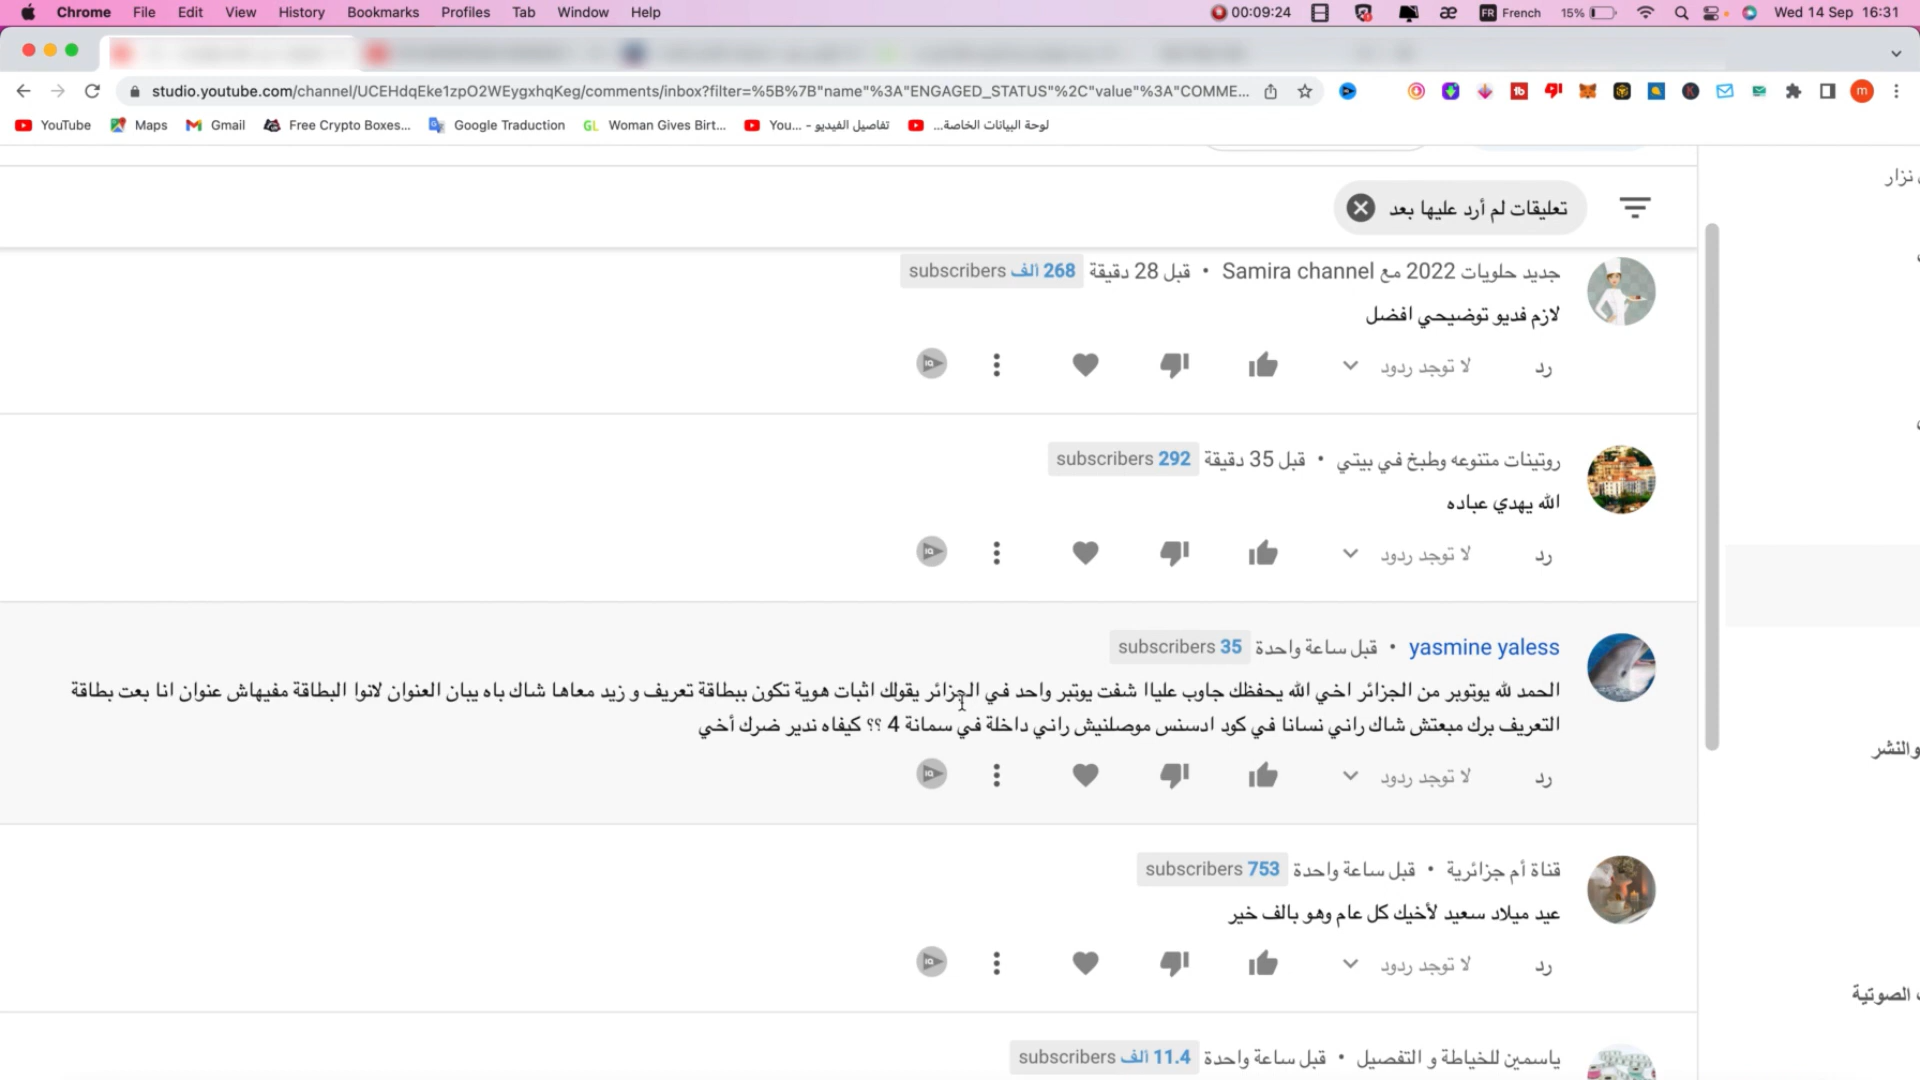 Chrome File Edit View History Bookmarks Profiles Tab Window Help 00:09:24 FR French 15% Wed 14 Sep 16:31
studio.youtube.com/channel/UCEHdqEke1zpO2WEygxhqKeg/comments/inbox?filter=%5B%7B"name"%3A"ENGAGED_STATUS"%2C"value"%3A"COMME...
YouTube Maps Gmail Free Crypto Boxes... Google Traduction GL Woman Gives Birt... تفاصيل الفيديو - You... لوحة البيانات الخاصة...
نزار
تعليقات لم أرد عليها بعد
جديد حلويات 2022 مع Samira channel • قبل 28 دقيقة 268 ألف subscribers
لازم فديو توضيحي افضل
رد لا توجد ردود
روتينات متنوعه وطبخ في بيتي • قبل 35 دقيقة 292 subscribers
الله يهدي عباده
رد لا توجد ردود
yasmine yaless • قبل ساعة واحدة 35 subscribers
الحمد لله يوتوبر من الجزائر اخي الله يحفظك جاوب علياا شفت يوتبر واحد في الجزائر يقولك اثبات هوية تكون ببطاقة تعريف و زيد معاها شاك باه يبان العنوان لاتوا البطاقة مفيهاش عنوان انا بعت بطاقة
التعريف برك مبعتش شاك راني نسانا في كود ادسنس موصلنيش راني داخلة في سمانة 4 ؟؟ كيفاه ندير ضرك أخي
والنشر
رد لا توجد ردود
قناة أم جزائرية • قبل ساعة واحدة 753 subscribers
عيد ميلاد سعيد لأخيك كل عام وهو بالف خير
رد لا توجد ردود
الصوتية
ياسمين للخياطة و التفصيل • قبل ساعة واحدة 11.4 ألف subscribers